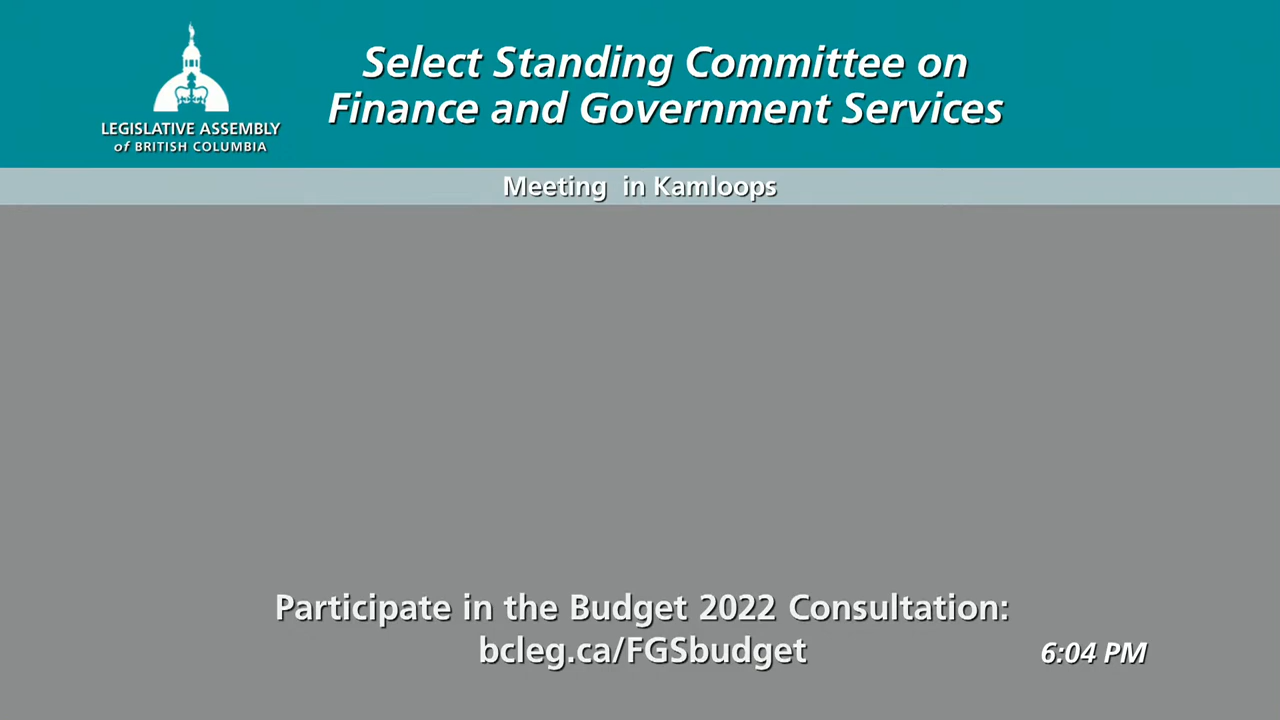 Select Standing Committee on
Finance and Government Services
LEGISLATIVE ASSEMBLY
of BRITISH COLUMBIA
Meeting in Kamloops
Participate in the Budget 2022 Consultation:
bcleg.ca/FGSbudget
6:04 PM